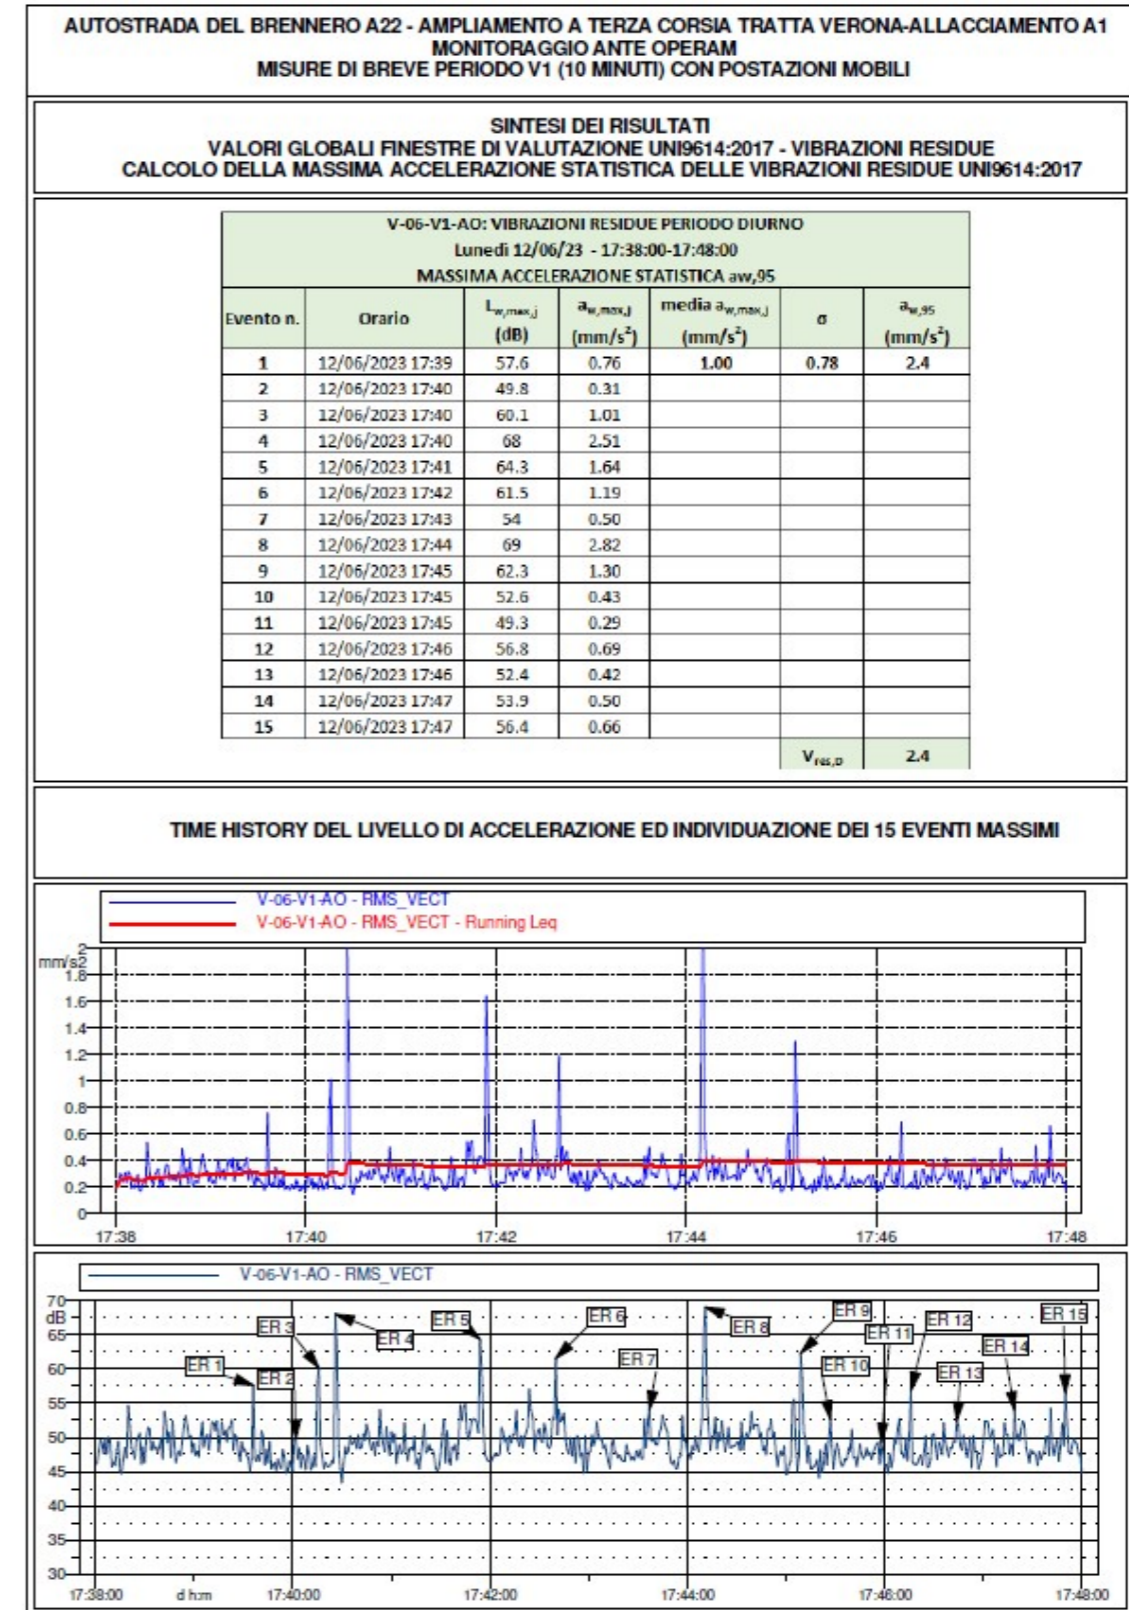 AUTOSTRADA DEL BRENNERO A22 - AMPLIAMENTO A TERZA CORSIA TRATTA VERONA-ALLACCIAMENTO A1
MONITORAGGIO ANTE OPERAM
MISURE DI BREVE PERIODO V1 (10 MINUTI) CON POSTAZIONI MOBILI
SINTESI DEI RISULTATI
VALORI GLOBALI FINESTRE DI VALUTAZIONE UNI9614:2017 - VIBRAZIONI RESIDUE
CALCOLO DELLA MASSIMA ACCELERAZIONE STATISTICA DELLE VIBRAZIONI RESIDUE UNI9614:2017
V-06-V1-AO: VIBRAZIONI RESIDUE PERIODO DIURNO
Lunedì 12/06/23 - 17:38:00-17:48:00
MASSIMA ACCELERAZIONE STATISTICA aw,95
Evento n. Orario Lw,max,j (dB) aw,max,j (mm/s²) media aw,max,j (mm/s²) σ aw,95 (mm/s²)
1 12/06/2023 17:39 57.6 0.76 1.00 0.78 2.4
2 12/06/2023 17:40 49.8 0.31
3 12/06/2023 17:40 60.1 1.01
4 12/06/2023 17:40 68 2.51
5 12/06/2023 17:41 64.3 1.64
6 12/06/2023 17:42 61.5 1.19
7 12/06/2023 17:43 54 0.50
8 12/06/2023 17:44 69 2.82
9 12/06/2023 17:45 62.3 1.30
10 12/06/2023 17:45 52.6 0.43
11 12/06/2023 17:45 49.3 0.29
12 12/06/2023 17:46 56.8 0.69
13 12/06/2023 17:46 52.4 0.42
14 12/06/2023 17:47 53.9 0.50
15 12/06/2023 17:47 56.4 0.66
Vres,D 2.4
TIME HISTORY DEL LIVELLO DI ACCELERAZIONE ED INDIVIDUAZIONE DEI 15 EVENTI MASSIMI
V-06-V1-AO - RMS_VECT
V-06-V1-AO - RMS_VECT - Running Leq
2
mm/s2
1.8
1.6
1.4
1.2
1
0.8
0.6
0.4
0.2
0
17:38 17:40 17:42 17:44 17:46 17:48
V-06-V1-AO - RMS_VECT
70
dB
65
60
55
50
45
40
35
30
ER 1
ER 2
ER 3
ER 4
ER 5
ER 6
ER 7
ER 8
ER 9
ER 10
ER 11
ER 12
ER 13
ER 14
ER 15
17:38:00 d h:m 17:40:00 17:42:00 17:44:00 17:46:00 17:48:00